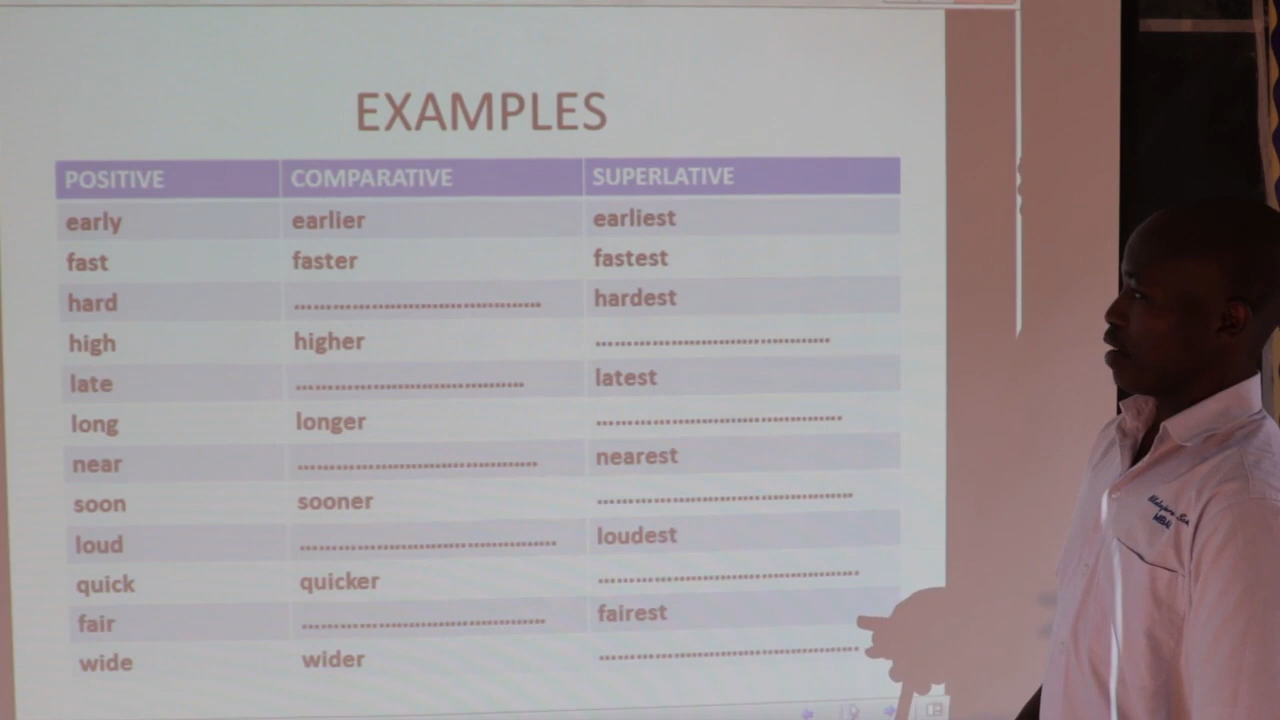 EXAMPLES
POSITIVE COMPARATIVE SUPERLATIVE
early earlier earliest
fast faster fastest
hard ........................................ hardest
high higher ........................................
late ........................................ latest
long longer ........................................
near ........................................ nearest
soon sooner ........................................
loud ........................................ loudest
quick quicker ........................................
fair ........................................ fairest
wide wider ........................................